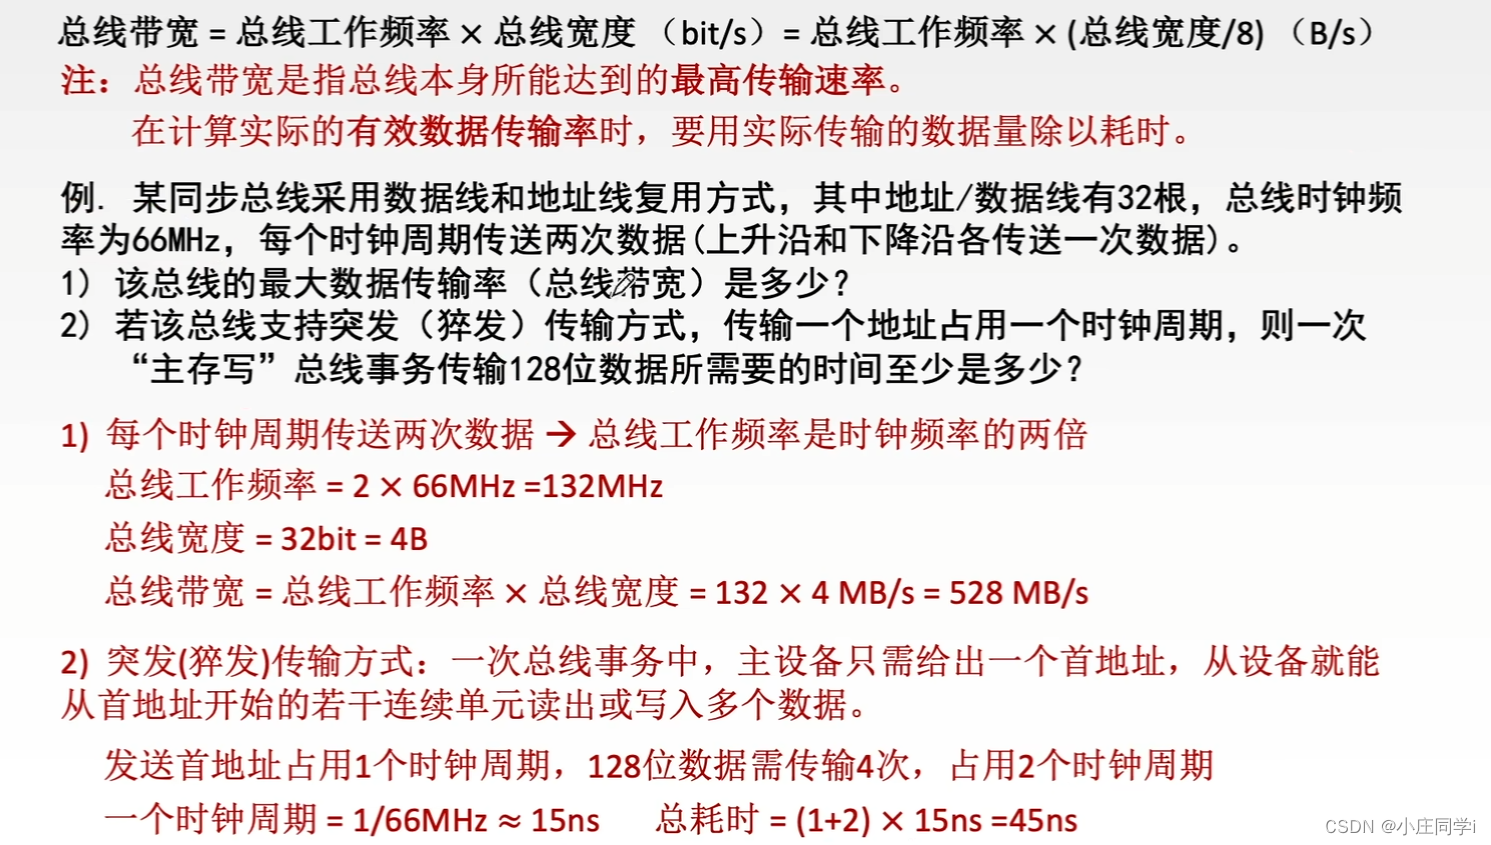 总线带宽 = 总线工作频率 × 总线宽度 （bit/s）= 总线工作频率 × (总线宽度/8) （B/s）
注：总线带宽是指总线本身所能达到的最高传输速率。
在计算实际的有效数据传输率时，要用实际传输的数据量除以耗时。
例. 某同步总线采用数据线和地址线复用方式，其中地址/数据线有32根，总线时钟频
率为66MHz，每个时钟周期传送两次数据(上升沿和下降沿各传送一次数据)。
1) 该总线的最大数据传输率（总线带宽）是多少？
2) 若该总线支持突发（猝发）传输方式，传输一个地址占用一个时钟周期，则一次
“主存写”总线事务传输128位数据所需要的时间至少是多少？
1) 每个时钟周期传送两次数据 → 总线工作频率是时钟频率的两倍
总线工作频率 = 2 × 66MHz =132MHz
总线宽度 = 32bit = 4B
总线带宽 = 总线工作频率 × 总线宽度 = 132 × 4 MB/s = 528 MB/s
2) 突发(猝发)传输方式：一次总线事务中，主设备只需给出一个首地址，从设备就能
从首地址开始的若干连续单元读出或写入多个数据。
发送首地址占用1个时钟周期，128位数据需传输4次，占用2个时钟周期
一个时钟周期 = 1/66MHz ≈ 15ns 总耗时 = (1+2) × 15ns =45ns
CSDN @小庄同学i